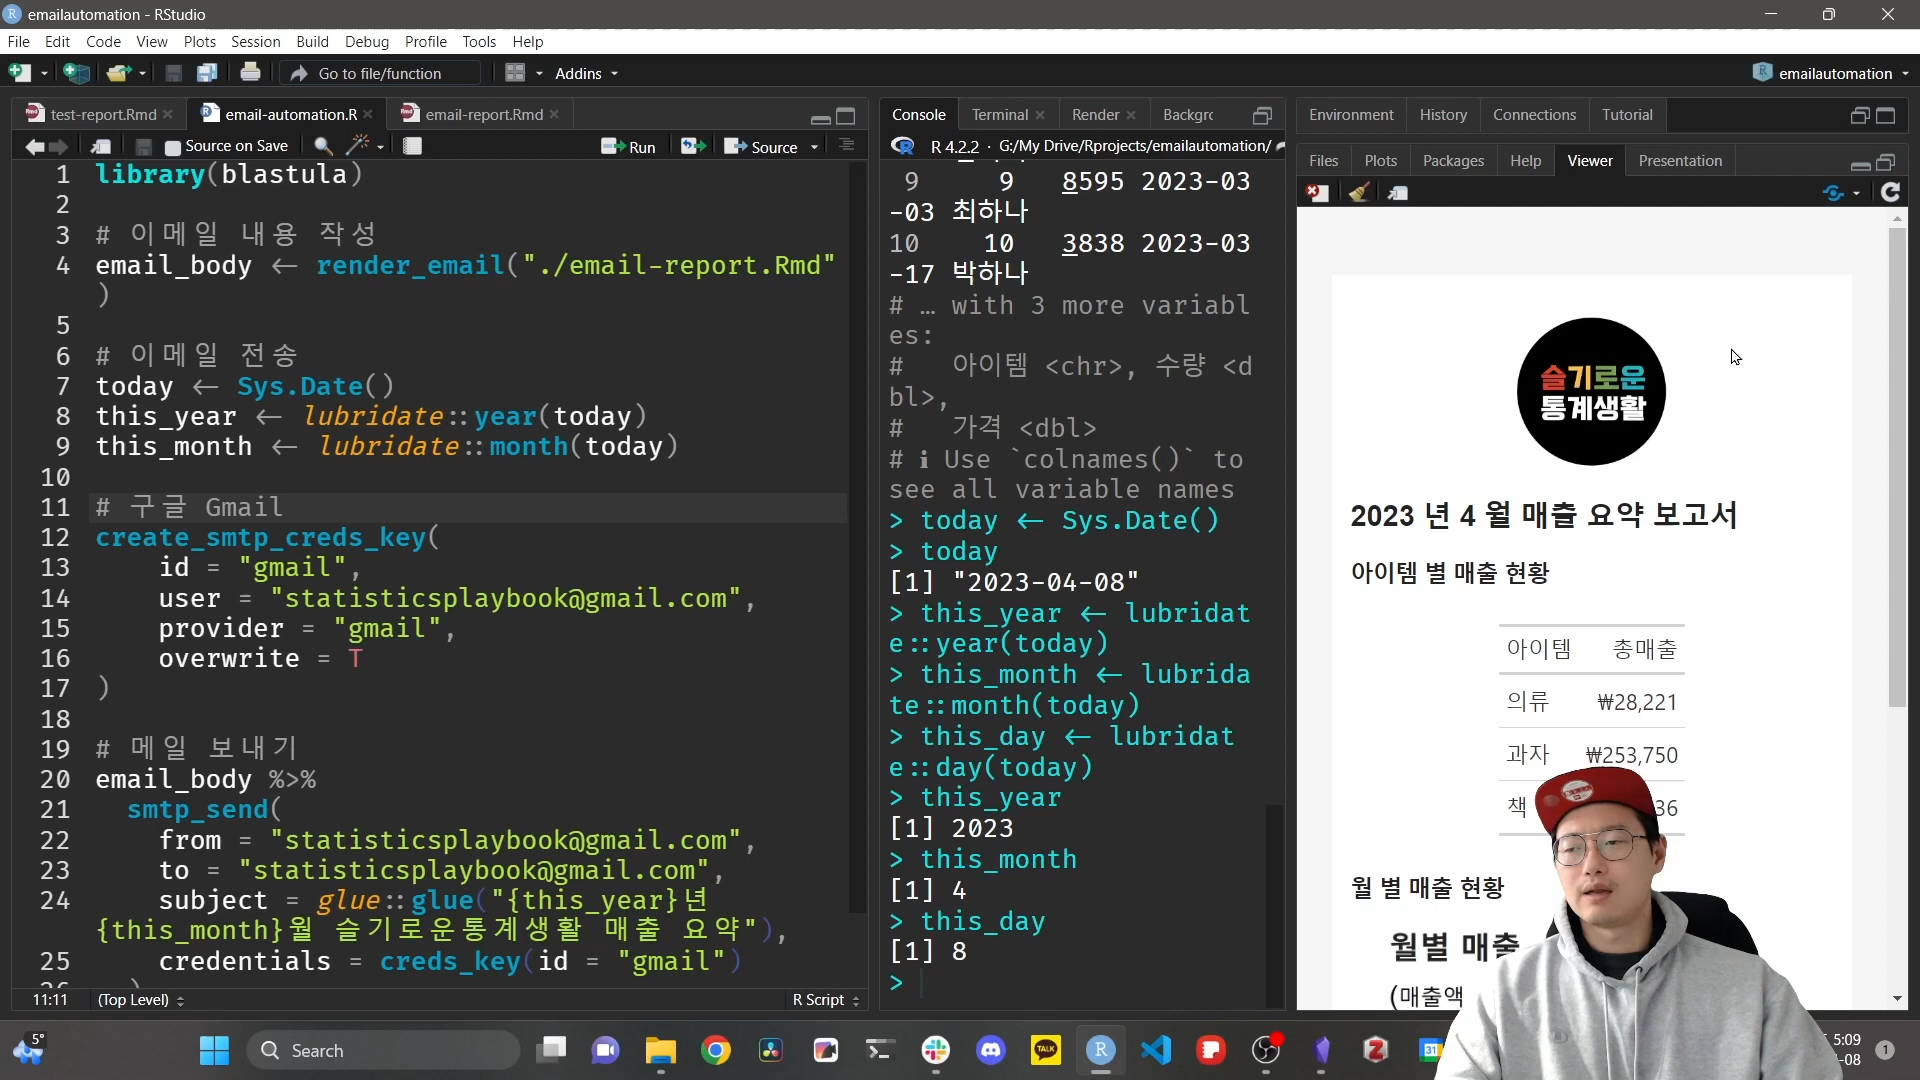 emailautomation - RStudio
File Edit Code View Plots Session Build Debug Profile Tools Help
Go to file/function Addins emailautomation
test-report.Rmd email-automation.R email-report.Rmd
Source on Save Run Source
1 library(blastula)
2
3 # 이메일 내용 작성
4 email_body ← render_email("./email-report.Rmd"
)
5
6 # 이메일 전송
7 today ← Sys.Date()
8 this_year ← lubridate::year(today)
9 this_month ← lubridate::month(today)
10
11 # 구글 Gmail
12 create_smtp_creds_key(
13 id = "gmail",
14 user = "statisticsplaybook@gmail.com",
15 provider = "gmail",
16 overwrite = T
17 )
18
19 # 메일 보내기
20 email_body %>%
21 smtp_send(
22 from = "statisticsplaybook@gmail.com",
23 to = "statisticsplaybook@gmail.com",
24 subject = glue::glue("{this_year}년
{this_month}월 슬기로운통계생활 매출 요약"),
25 credentials = creds_key(id = "gmail")
11:11 (Top Level) R Script
Console Terminal Render Backgr
R 4.2.2 · G:/My Drive/Rprojects/emailautomation/
9 9 8595 2023-03
-03 최하나
10 10 3838 2023-03
-17 박하나
# … with 3 more variabl
es:
# 아이템 <chr>, 수량 <d
bl>,
# 가격 <dbl>
# ℹ Use `colnames()` to
see all variable names
> today ← Sys.Date()
> today
[1] "2023-04-08"
> this_year ← lubridat
e::year(today)
> this_month ← lubrida
te::month(today)
> this_day ← lubridat
e::day(today)
> this_year
[1] 2023
> this_month
[1] 4
> this_day
[1] 8
>
Environment History Connections Tutorial
Files Plots Packages Help Viewer Presentation
슬기로운
통계생활
2023 년 4 월 매출 요약 보고서
아이템 별 매출 현황
아이템 총매출
의류 ₩28,221
과자 ₩253,750
책 36
월 별 매출 현황
월별 매출
(매출액
5° Search TALK 31 5:09
-08 1